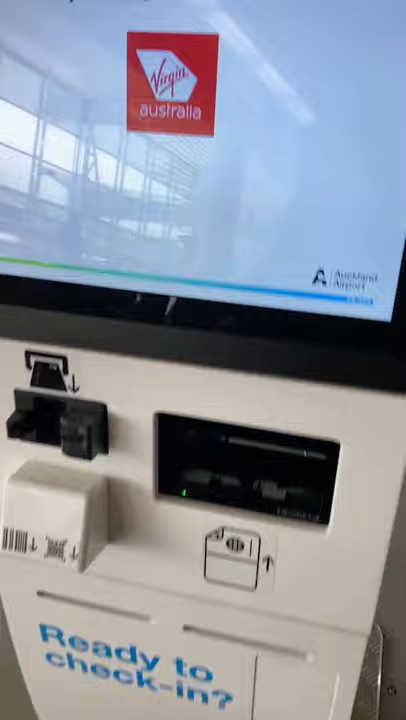 Virgin
australia
Auckland
Airport
Ready to
check-in?